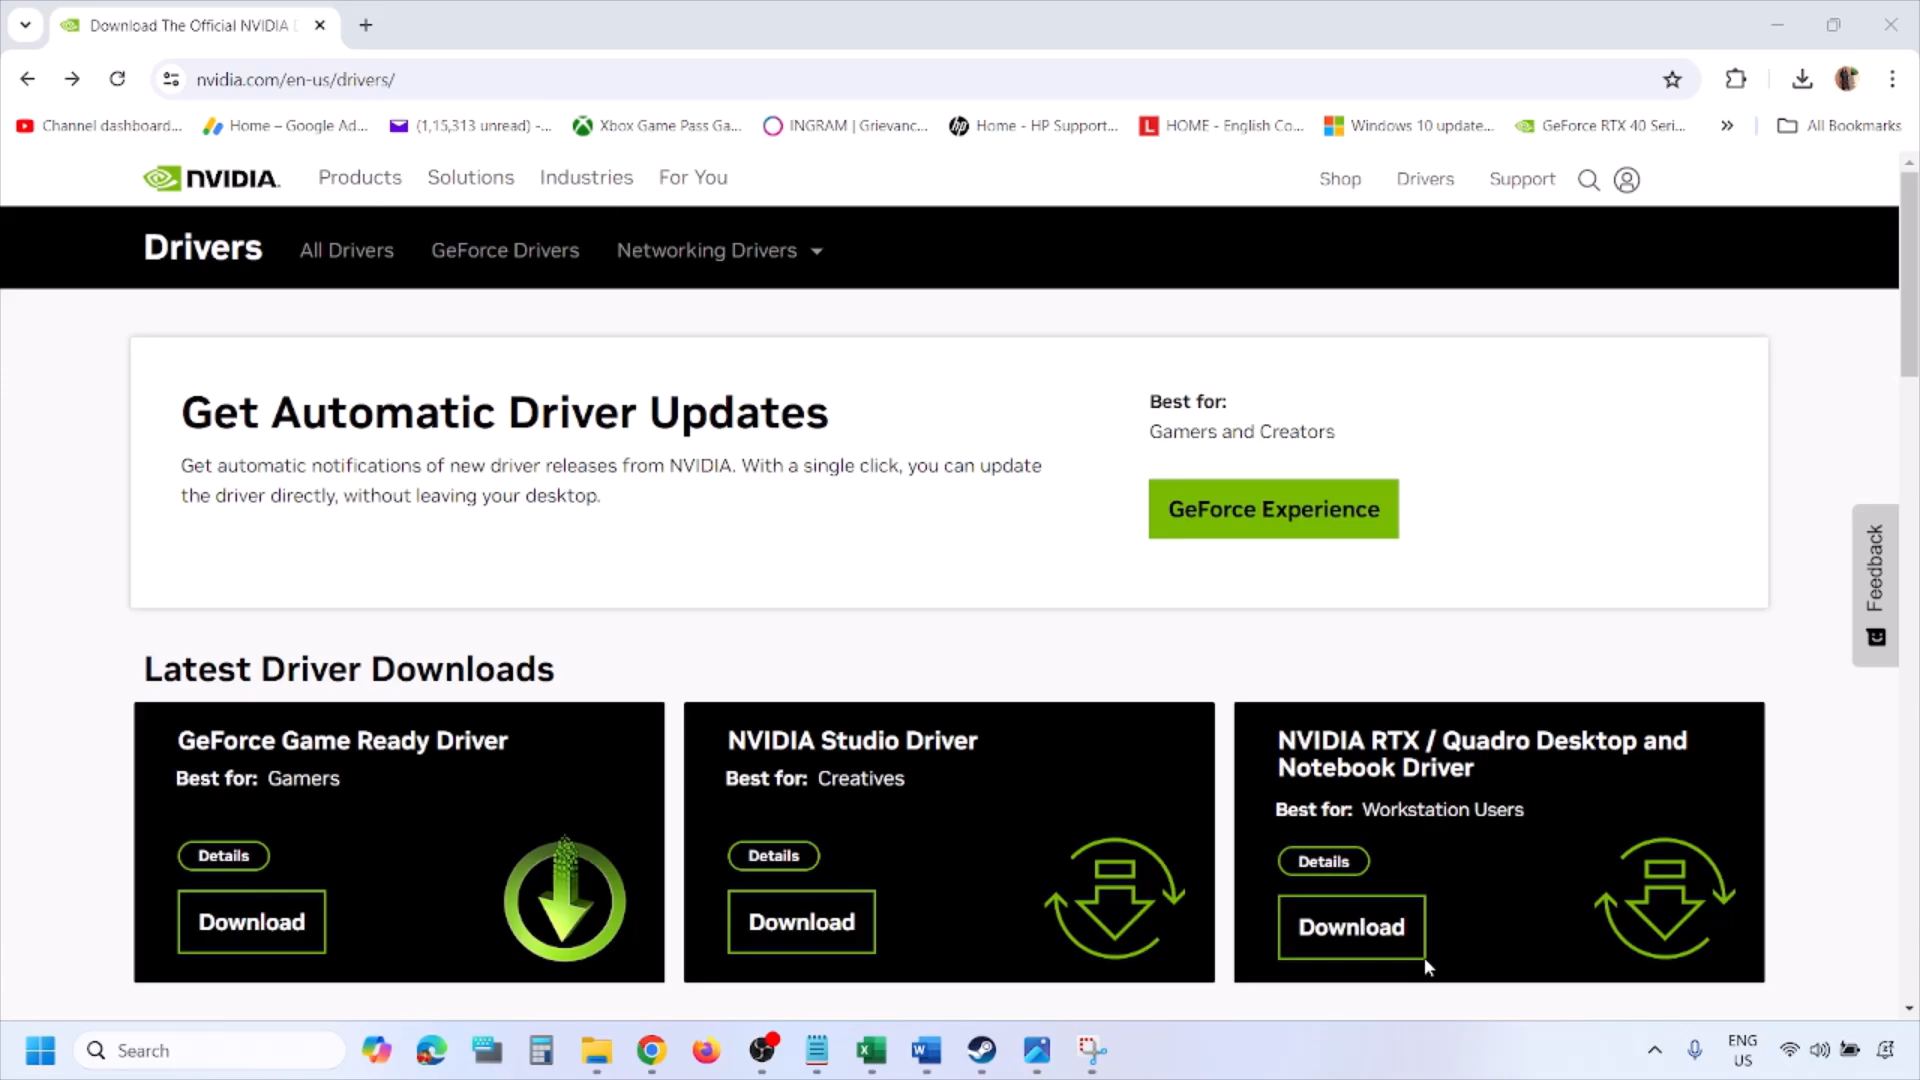 Download The Official NVIDIA D
nvidia.com/en-us/drivers/
Channel dashboard...
Home – Google Ad...
(1,15,313 unread) -...
Xbox Game Pass Ga...
INGRAM | Grievanc...
Home - HP Support...
HOME - English Co...
Windows 10 update...
GeForce RTX 40 Seri...
All Bookmarks
NVIDIA.
Products
Solutions
Industries
For You
Shop
Drivers
Support
Drivers
All Drivers
GeForce Drivers
Networking Drivers
Get Automatic Driver Updates
Get automatic notifications of new driver releases from NVIDIA. With a single click, you can update
the driver directly, without leaving your desktop.
Best for:
Gamers and Creators
GeForce Experience
Feedback
Latest Driver Downloads
GeForce Game Ready Driver
Best for: Gamers
Details
Download
NVIDIA Studio Driver
Best for: Creatives
Details
Download
NVIDIA RTX / Quadro Desktop and
Notebook Driver
Best for: Workstation Users
Details
Download
Search
ENG
US